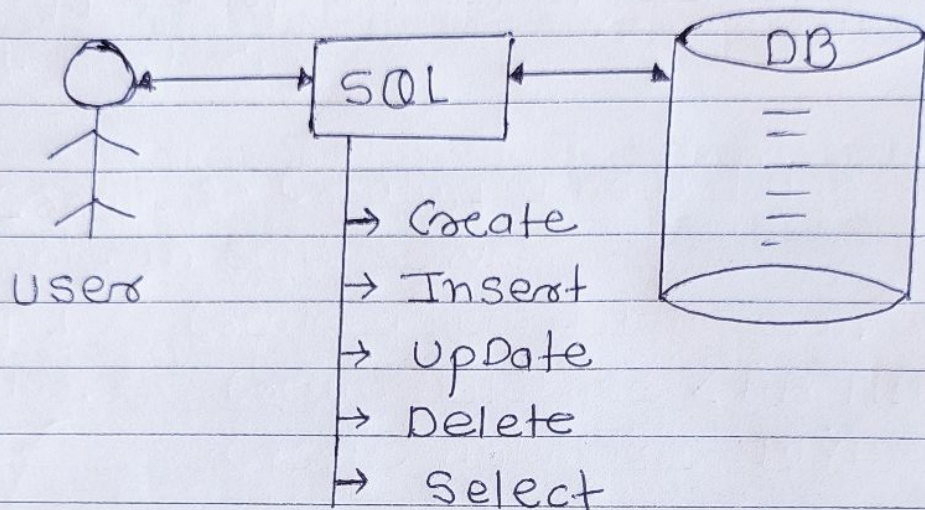 SQL
DB
user
Create
Insert
UpDate
Delete
Select